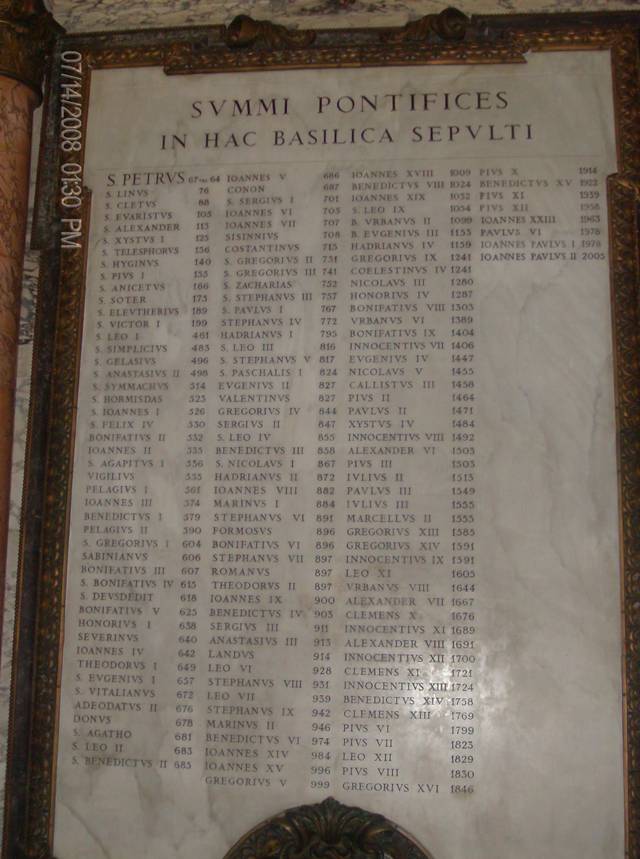 07/14/2008 01:30 PM
SVMMI PONTIFICES
IN HAC BASILICA SEPVLTI
S. PETRVS 67 64
S. LINVS 76
S. CLETVS 88
S. EVARISTVS 105
S. ALEXANDER 115
S. XYSTVS I 125
S. TELESPHORVS 136
S. HYGINVS 140
S. PIVS I 155
S. ANICETVS 166
S. SOTER 175
S. ELEVTHERIVS 189
S. VICTOR I 199
S. LEO I 461
S. SIMPLICIVS 483
S. GELASIVS 496
S. ANASTASIVS II 498
S. SYMMACHVS 514
S. HORMISDAS 523
S. IOANNES I 526
S. FELIX IV 530
BONIFATIVS II 532
IOANNES II 535
S. AGAPITVS I 536
VIGILIVS 555
PELAGIVS I 561
IOANNES III 574
BENEDICTVS I 579
PELAGIVS II 590
S. GREGORIVS I 604
SABINIANVS 606
BONIFATIVS III 607
S. BONIFATIVS IV 615
S. DEVSDEDIT 618
BONIFATIVS V 625
HONORIVS I 638
SEVERINVS 640
IOANNES IV 642
THEODORVS I 649
S. EVGENIVS I 657
S. VITALIANVS 672
ADEODATVS II 676
DONVS 678
S. AGATHO 681
S. LEO II 683
S. BENEDICTVS II 685
IOANNES V 686
CONON 687
S. SERGIVS I 701
IOANNES VI 705
IOANNES VII 707
SISINNIVS 708
COSTANTINVS 715
S. GREGORIVS II 731
S. GREGORIVS III 741
S. ZACHARIAS 752
S. STEPHANVS III 757
S. PAVLVS I 767
STEPHANVS IV 772
HADRIANVS I 795
S. LEO III 816
S. STEPHANVS V 817
S. PASCHALIS I 824
EVGENIVS II 827
VALENTINVS 827
GREGORIVS IV 844
SERGIVS II 847
S. LEO IV 855
BENEDICTVS III 858
S. NICOLAVS I 867
HADRIANVS II 872
IOANNES VIII 882
MARINVS I 884
STEPHANVS VI 891
FORMOSVS 896
BONIFATIVS VI 896
STEPHANVS VII 897
ROMANVS 897
THEODORVS II 897
IOANNES IX 900
BENEDICTVS IV 903
SERGIVS III 911
ANASTASIVS III 913
LANDVS 914
LEO VI 928
STEPHANVS VIII 931
LEO VII 939
STEPHANVS IX 942
MARINVS II 946
BENEDICTVS VI 974
IOANNES XIV 984
IOANNES XV 996
GREGORIVS V 999
IOANNES XVIII 1009
BENEDICTVS VIII 1024
IOANNES XIX 1032
S. LEO IX 1054
B. VRBANVS II 1099
B. EVGENIVS III 1153
HADRIANVS IV 1159
GREGORIVS IX 1241
COELESTINVS IV 1241
NICOLAVS III 1280
HONORIVS IV 1287
BONIFATIVS VIII 1303
VRBANVS VI 1389
BONIFATIVS IX 1404
INNOCENTIVS VII 1406
EVGENIVS IV 1447
NICOLAVS V 1455
CALLISTVS III 1458
PIVS II 1464
PAVLVS II 1471
XYSTVS IV 1484
INNOCENTIVS VIII 1492
ALEXANDER VI 1503
PIVS III 1503
IVLIVS II 1513
PAVLVS III 1549
IVLIVS III 1555
MARCELLVS II 1555
GREGORIVS XIII 1585
GREGORIVS XIV 1591
INNOCENTIVS IX 1591
LEO XI 1605
VRBANVS VIII 1644
ALEXANDER VII 1667
CLEMENS X 1676
INNOCENTIVS XI 1689
ALEXANDER VIII 1691
INNOCENTIVS XII 1700
CLEMENS XI 1721
INNOCENTIVS XIII 1724
BENEDICTVS XIV 1758
CLEMENS XIII 1769
PIVS VI 1799
PIVS VII 1823
LEO XII 1829
PIVS VIII 1830
GREGORIVS XVI 1846
PIVS X 1914
BENEDICTVS XV 1922
PIVS XI 1939
PIVS XII 1958
IOANNES XXIII 1963
PAVLVS VI 1978
IOANNES PAVLVS I 1978
IOANNES PAVLVS II 2005